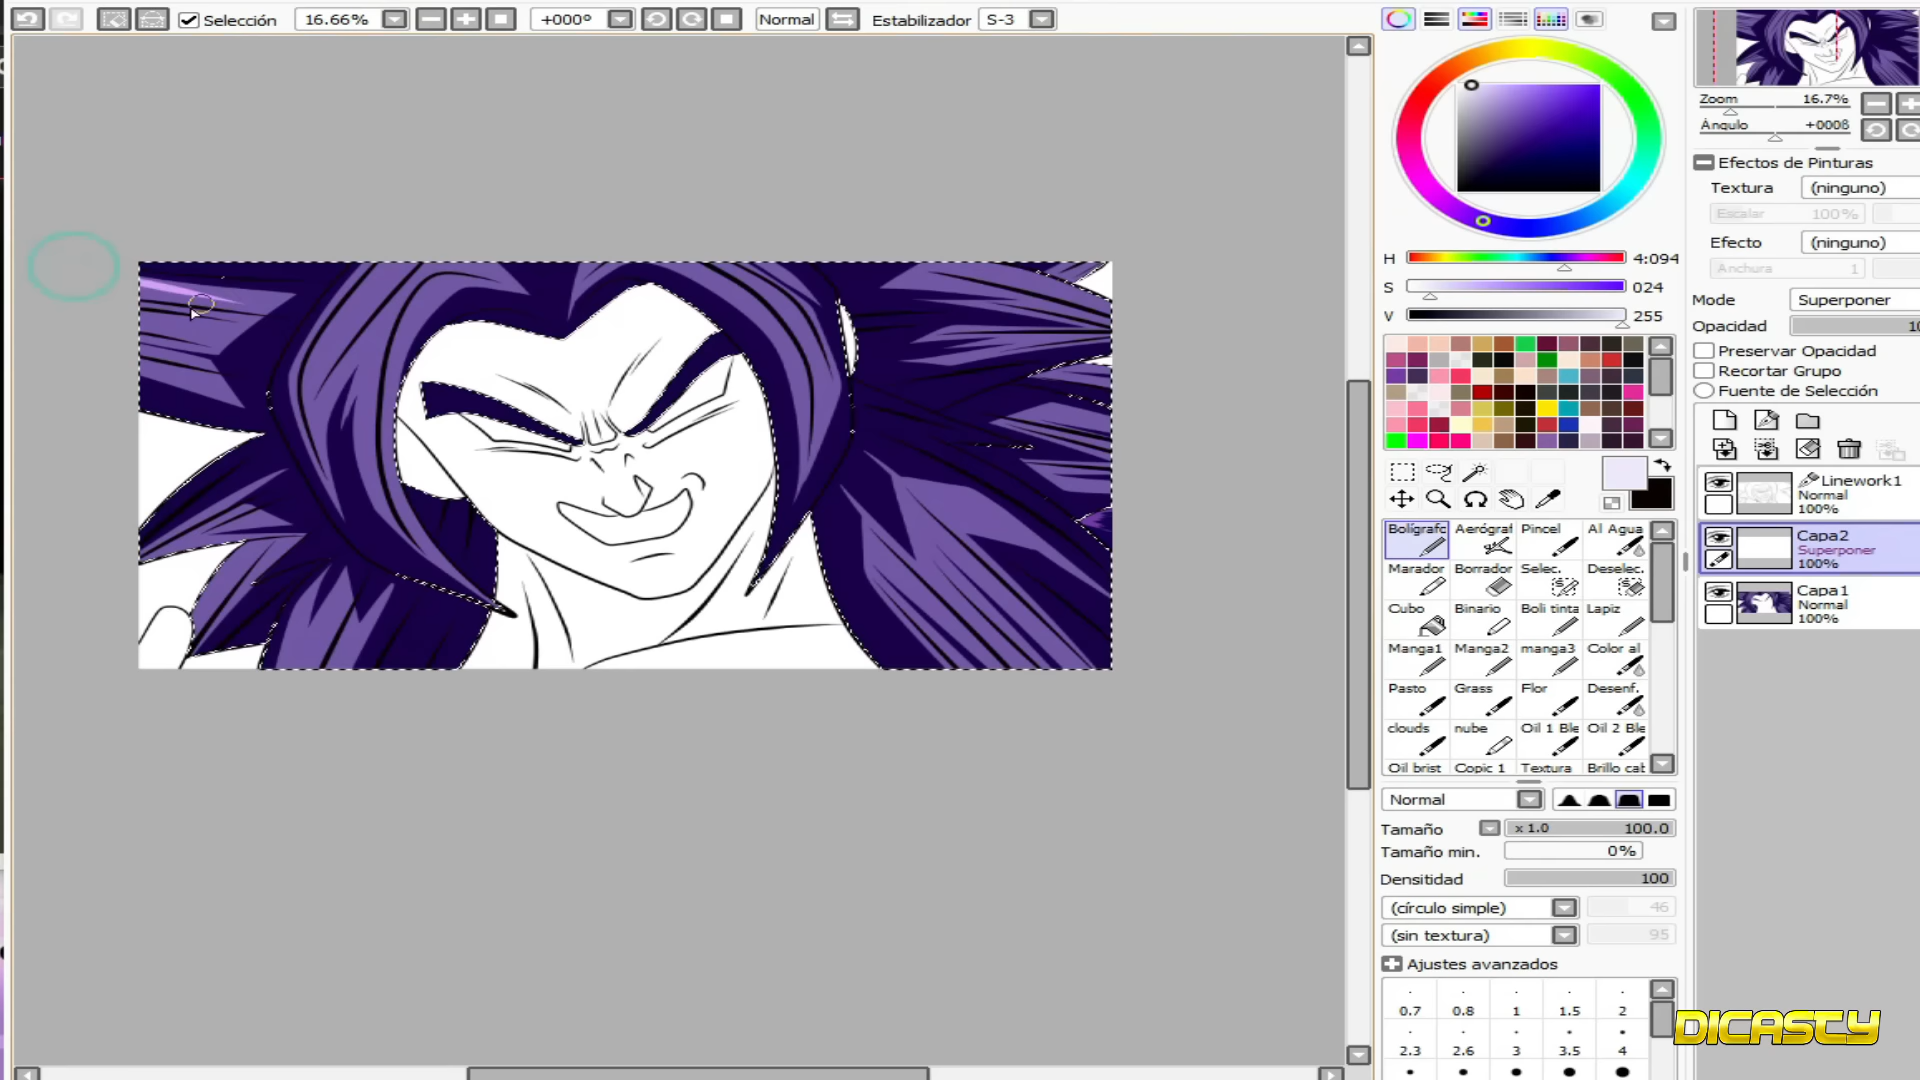 Selección 16.66% +000º Normal Estabilizador S-3
Zoom 16.7%
Ángulo +000ß
Efectos de Pinturas
Textura (ninguno)
Escalar 100%
Efecto (ninguno)
Anchura 1
Mode Superponer
Opacidad 10
Preservar Opacidad
Recortar Grupo
Fuente de Selección
H 4:094
S 024
V 255
Linework1
Normal
100%
Capa2
Superponer
100%
Capa1
Normal
100%
Bolígrafc Aerógraf Pincel Al Agua
Marador Borrador Selec. Deselec.
Cubo Binario Boli tinta Lapiz
Manga1 Manga2 manga3 Color al
Pasto Grass Flor Desenf.
clouds nube Oil 1 Ble Oil 2 Ble
Oil brist Copic 1 Textura Brillo cab
Normal
Tamaño x 1.0 100.0
Tamaño min. 0%
Densitidad 100
(círculo simple) 46
(sin textura) 95
Ajustes avanzados
0.7 0.8 1 1.5 2
2.3 2.6 3 3.5 4
DICASTY